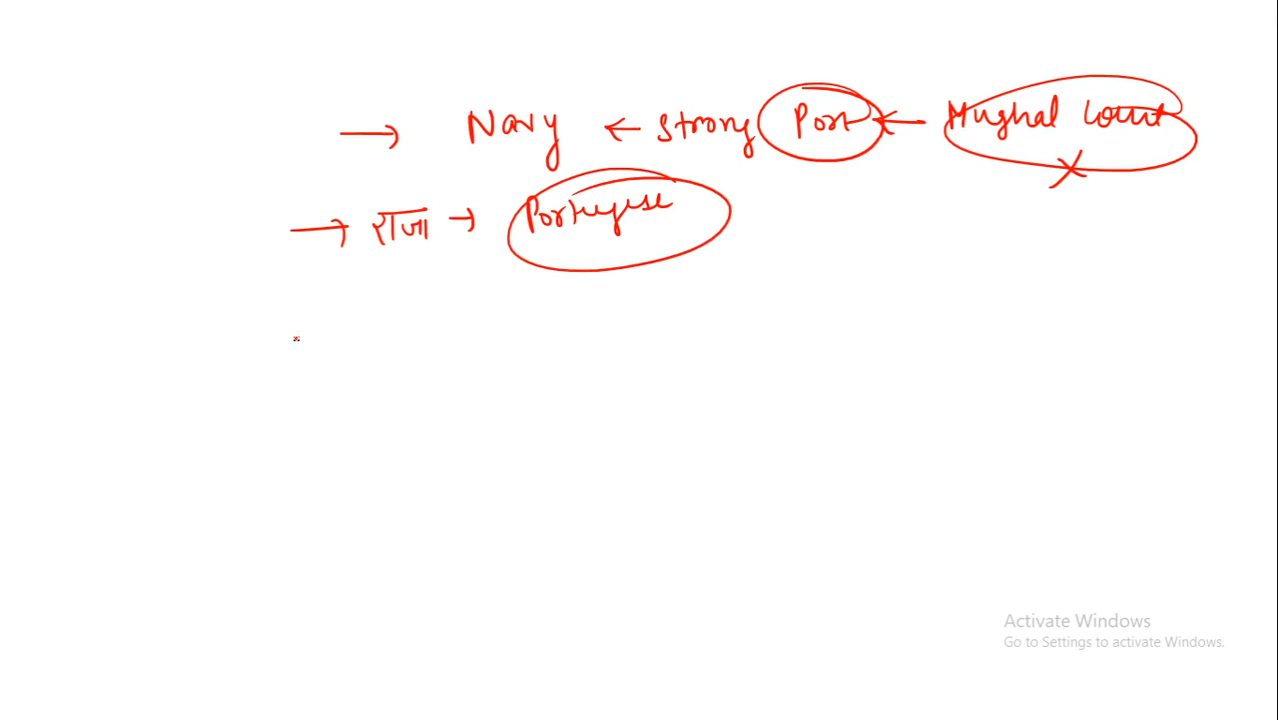 → Navy ← Strong Port ← Mughal Court
→ राजा → Portugese
Activate Windows
Go to Settings to activate Windows.